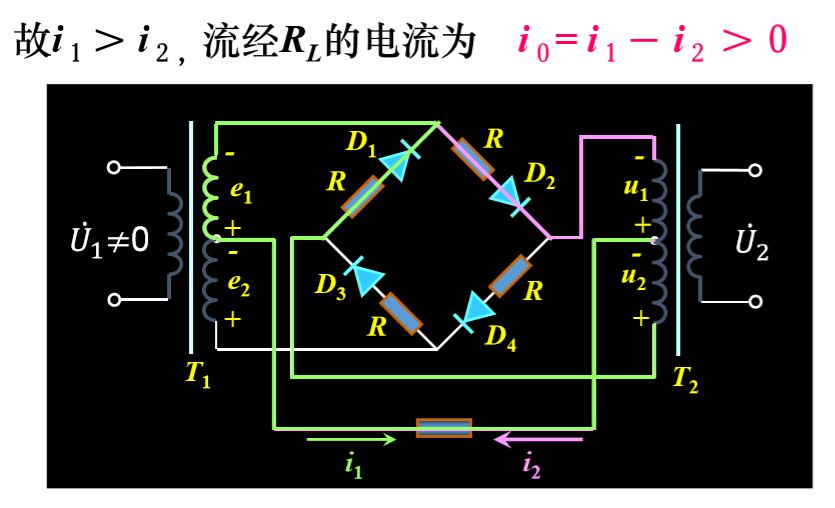 故i₁ > i₂, 流经R_L的电流为 i₀=i₁ − i₂ > 0
D₁
R
D₂
R
-
e₁
+
-
e₂
+
U̇₁≠0
-
u₁
+
-
u₂
+
U̇₂
D₃
R
R
D₄
T₁
T₂
i₁
i₂